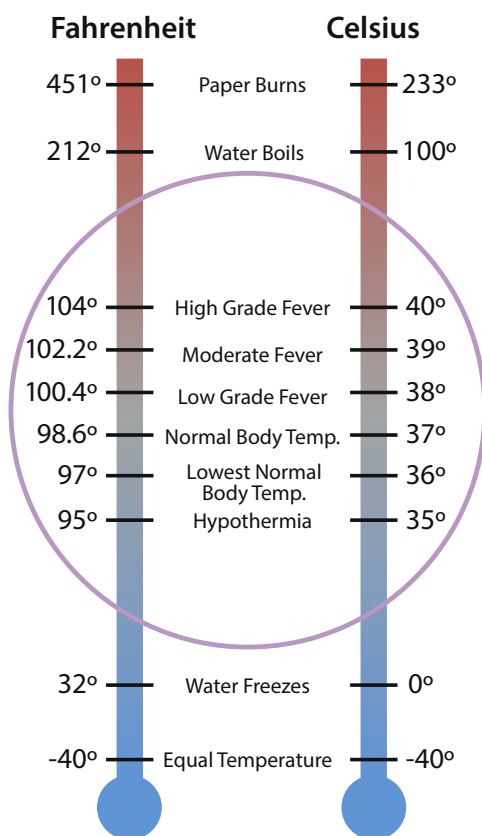 Fahrenheit Celsius
451º Paper Burns 233º
212º Water Boils 100º
104º High Grade Fever 40º
102.2º Moderate Fever 39º
100.4º Low Grade Fever 38º
98.6º Normal Body Temp. 37º
97º Lowest Normal 36º
Body Temp.
95º Hypothermia 35º
32º Water Freezes 0º
-40º Equal Temperature -40º